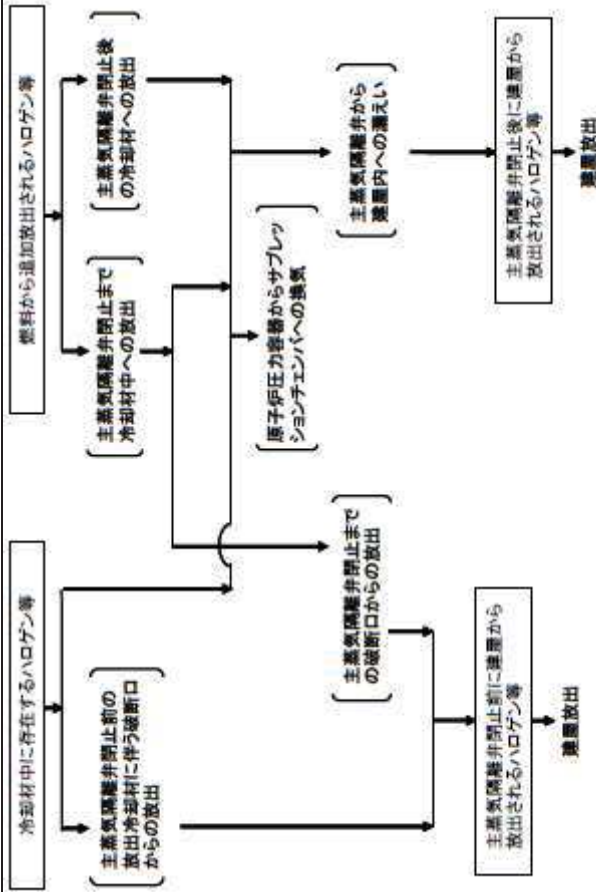 冷却材中に存在するハロゲン等
燃料から追加放出されるハロゲン等
主蒸気隔離弁閉止前の
放出冷却材に伴う破断口
からの放出
主蒸気隔離弁閉止まで
冷却材中への放出
主蒸気隔離弁閉止後
の冷却材への放出
原子炉圧力容器からサプレッ
ションチェンバへの換気
主蒸気隔離弁閉止まで
の破断口からの放出
主蒸気隔離弁から
建屋内への漏えい
主蒸気隔離弁閉止前に建屋から
放出されるハロゲン等
主蒸気隔離弁閉止後に建屋から
放出されるハロゲン等
建屋放出
建屋放出